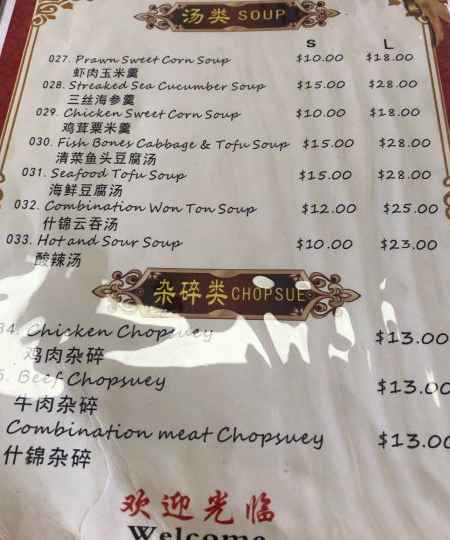 汤类 SOUP
S L
027. Prawn Sweet Corn Soup $10.00 $18.00
虾肉玉米羹
028. Streaked Sea Cucumber Soup $15.00 $28.00
三丝海参羹
029. Chicken Sweet Corn Soup $10.00 $18.00
鸡茸粟米羹
030. Fish Bones Cabbage & Tofu Soup $15.00 $28.00
清菜鱼头豆腐汤
031. Seafood Tofu Soup $15.00 $28.00
海鲜豆腐汤
032. Combination Won Ton Soup $12.00 $25.00
什锦云吞汤
033. Hot and Sour Soup $10.00 $23.00
酸辣汤
杂碎类 CHOPSUE
34. Chicken Chopsuey $13.00
鸡肉杂碎
5. Beef Chopsuey $13.00
牛肉杂碎
Combination meat Chopsuey $13.00
什锦杂碎
欢迎光临
Welcome